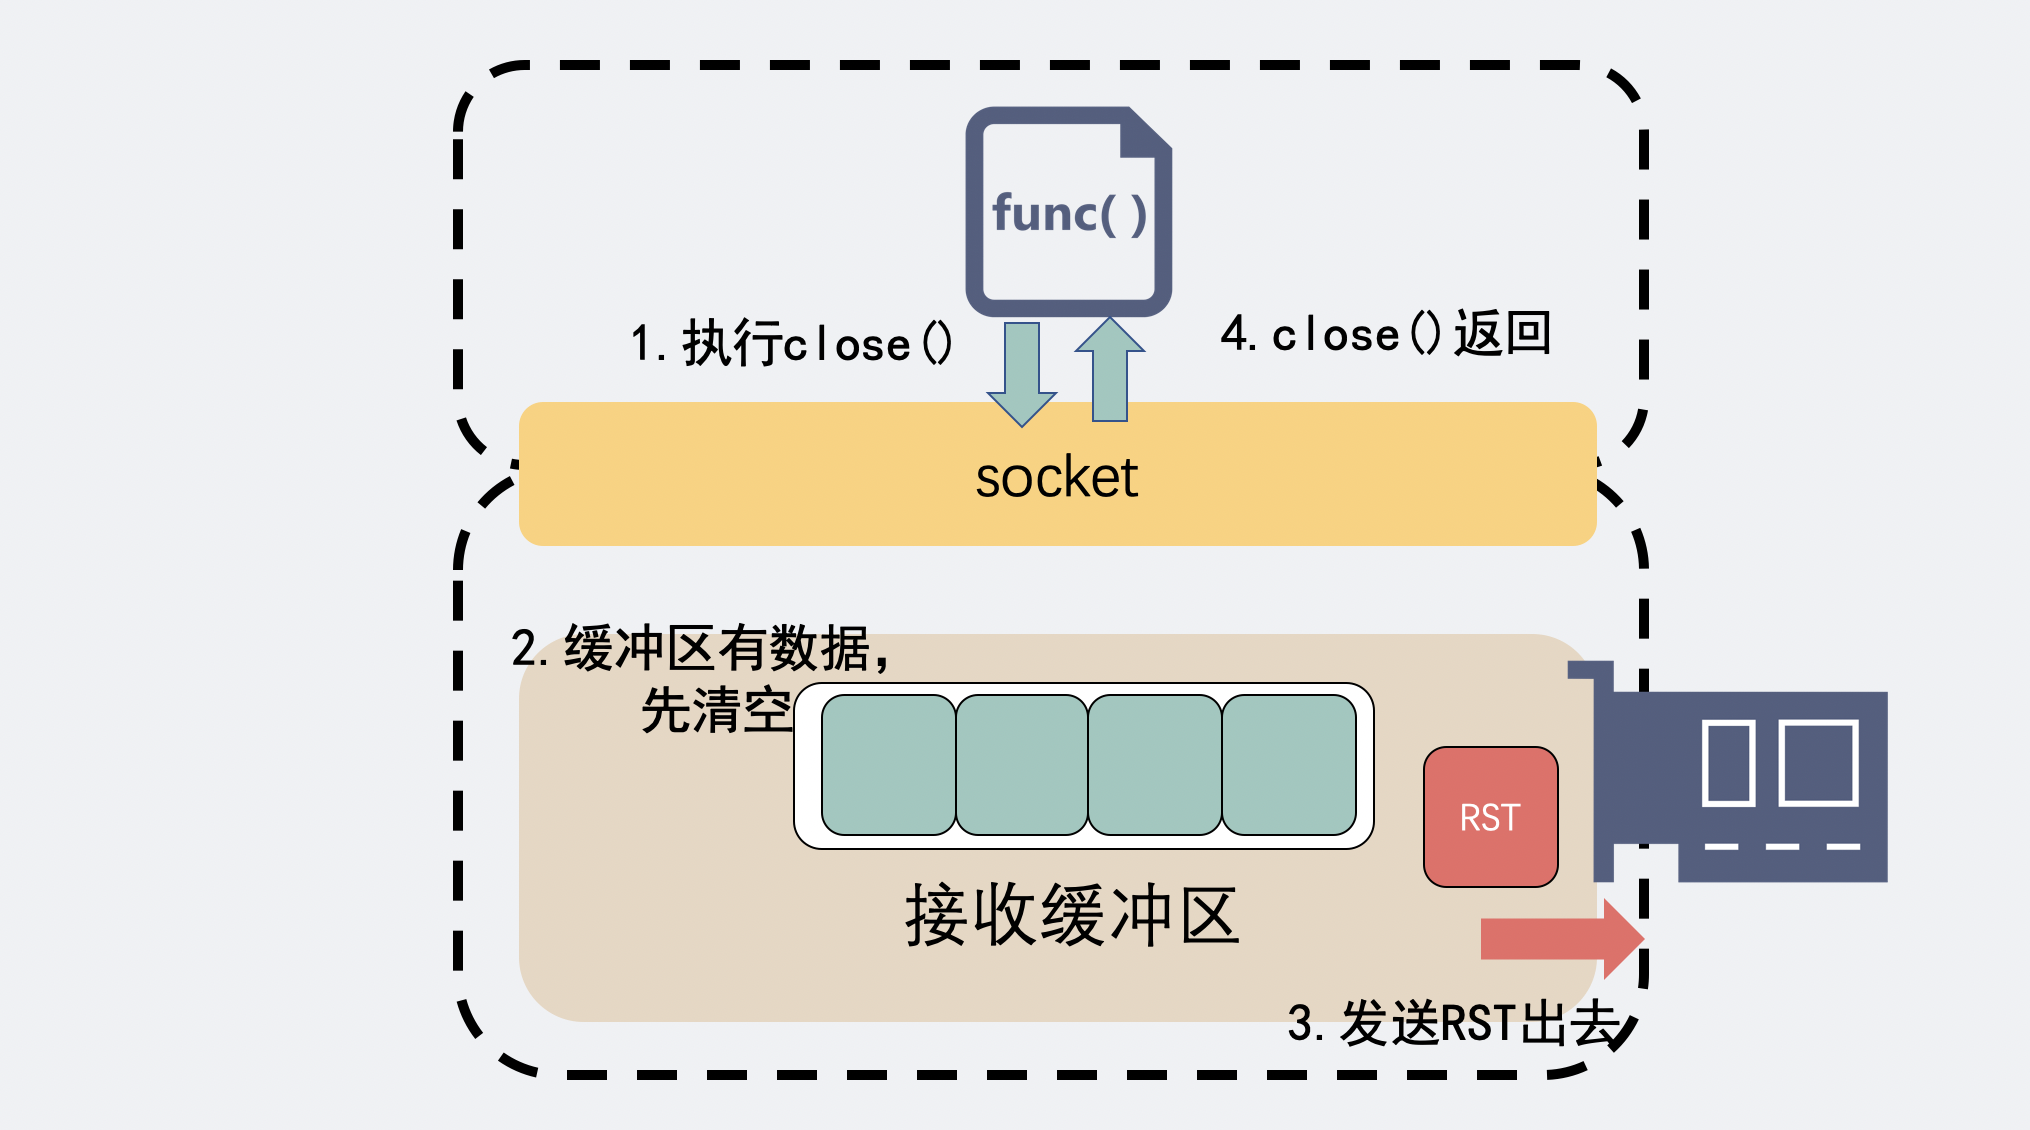 func()
1.执行close()
4.close()返回
socket
2.缓冲区有数据,
先清空
RST
接收缓冲区
3.发送RST出去